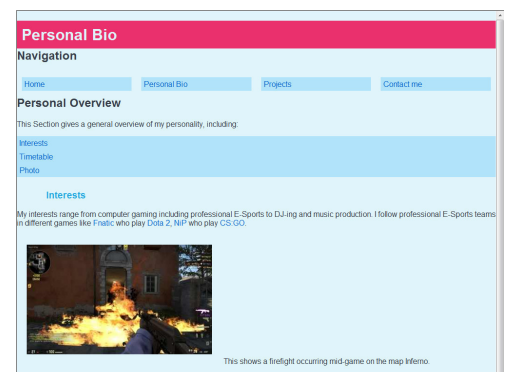 Personal Bio
Navigation
Home
Personal Bio
Projects
Contact me
Personal Overview
This Section gives a general overview of my personality, including:
Interests
Timetable
Photo
Interests
My interests range from computer gaming including professional E-Sports to DJ-ing and music production. I follow professional E-Sports teams
in different games like Fnatic who play Dota 2, NiP who play CS:GO.
This shows a firefight occurring mid-game on the map Inferno.